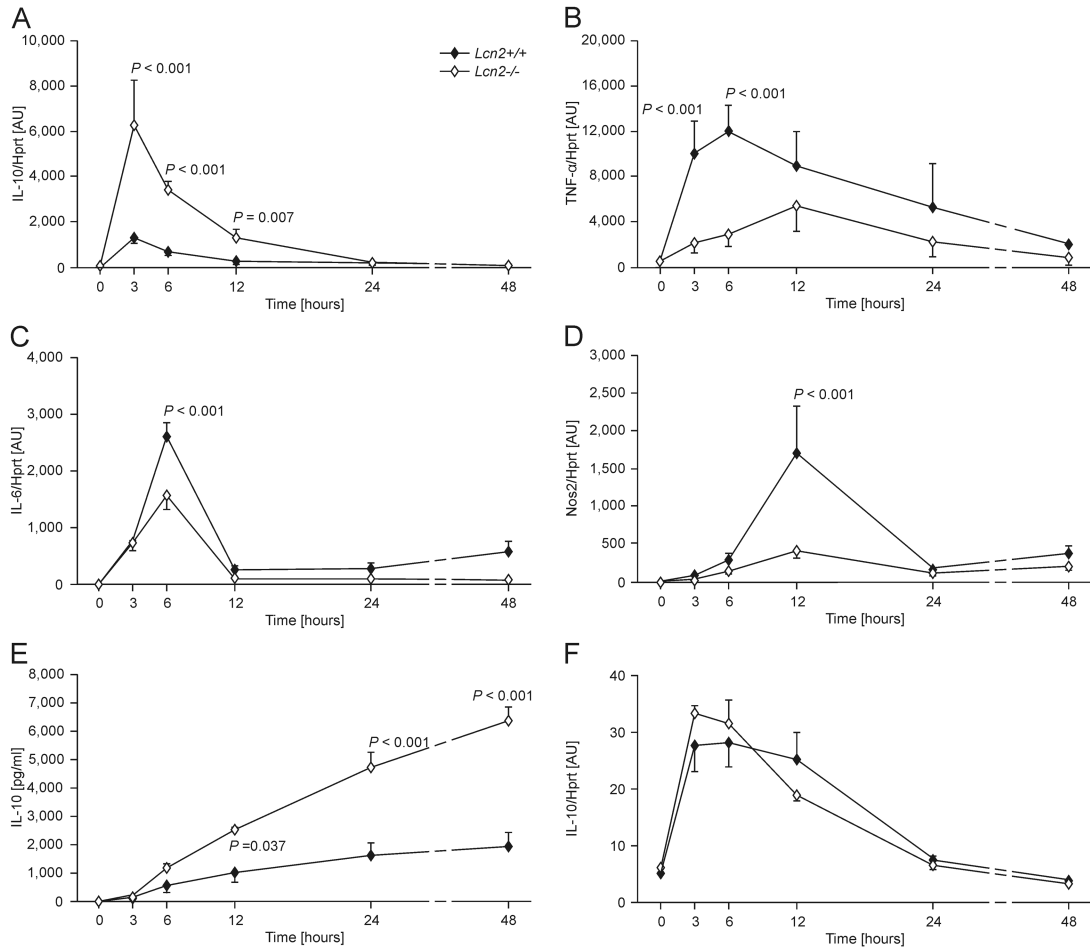 A
10,000
8,000
6,000
4,000
2,000
0
IL-10/Hprt [AU]
P < 0.001
P < 0.001
P = 0.007
Lcn2+/+
Lcn2-/-
0 3 6 12 24 48
Time [hours]
B
20,000
16,000
12,000
8,000
4,000
0
TNF-α/Hprt [AU]
P < 0.001
P < 0.001
0 3 6 12 24 48
Time [hours]
C
4,000
3,000
2,000
1,000
0
IL-6/Hprt [AU]
P < 0.001
0 3 6 12 24 48
Time [hours]
D
3,000
2,500
2,000
1,500
1,000
500
0
Nos2/Hprt [AU]
P < 0.001
0 3 6 12 24 48
Time [hours]
E
8,000
7,000
6,000
5,000
4,000
3,000
2,000
1,000
0
IL-10 [pg/ml]
P < 0.001
P < 0.001
P =0.037
0 3 6 12 24 48
Time [hours]
F
40
30
20
10
0
IL-10/Hprt [AU]
0 3 6 12 24 48
Time [hours]